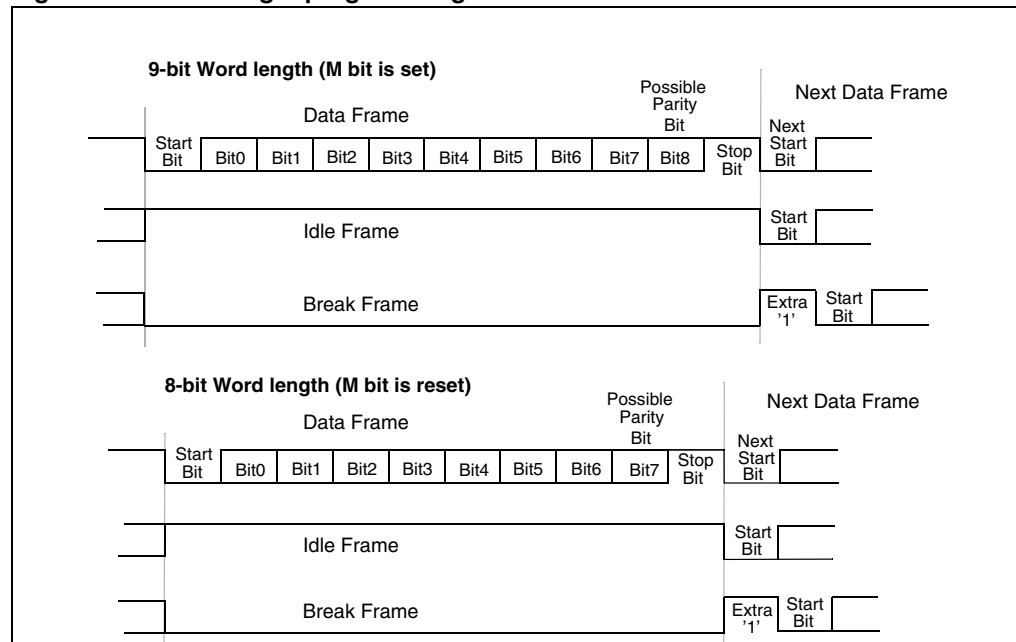 9-bit Word length (M bit is set)
Possible
Parity
Bit
Next Data Frame
Data Frame
Next
Start
Bit
Start
Bit
Bit0 Bit1 Bit2 Bit3 Bit4 Bit5 Bit6 Bit7 Bit8
Stop
Bit
Idle Frame
Start
Bit
Break Frame
Extra
'1'
Start
Bit
8-bit Word length (M bit is reset)
Possible
Parity
Bit
Next Data Frame
Data Frame
Next
Start
Bit
Start
Bit
Bit0 Bit1 Bit2 Bit3 Bit4 Bit5 Bit6 Bit7
Stop
Bit
Idle Frame
Start
Bit
Break Frame
Extra
'1'
Start
Bit